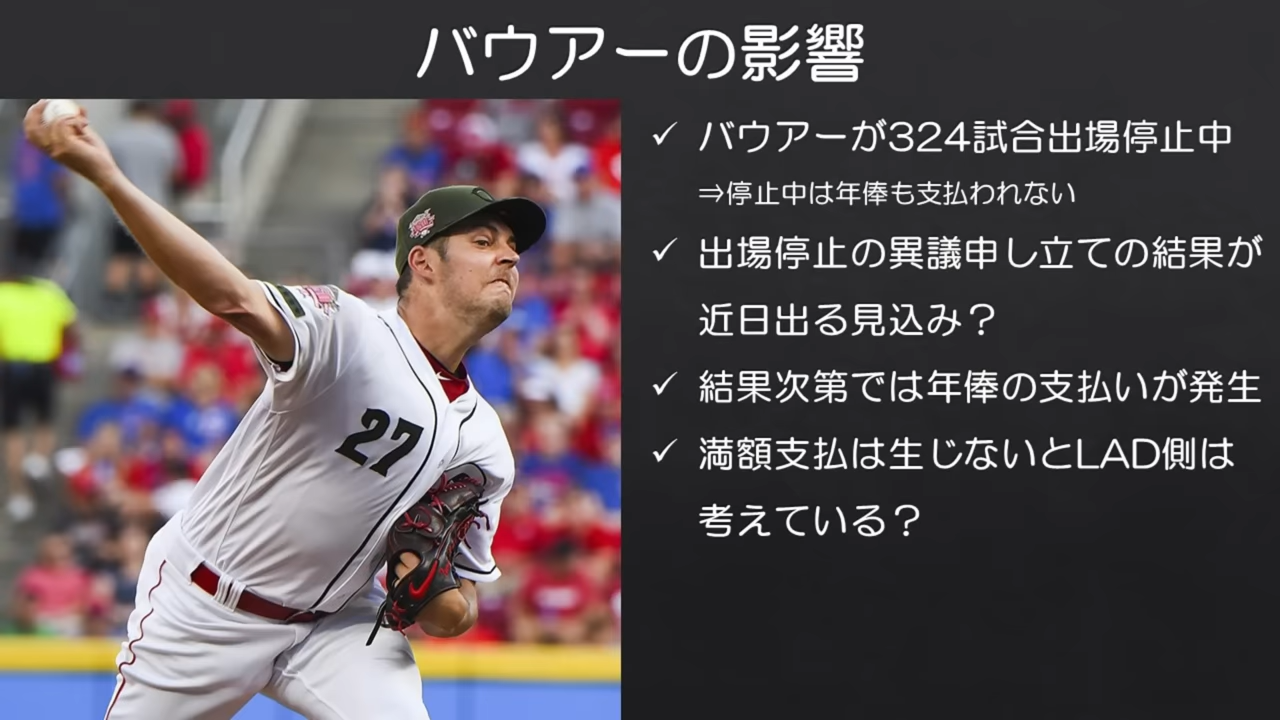 バウアーの影響
✓ バウアーが324試合出場停止中
⇒停止中は年俸も支払われない
✓ 出場停止の異議申し立ての結果が
近日出る見込み？
✓ 結果次第では年俸の支払いが発生
✓ 満額支払は生じないとLAD側は
考えている？
27